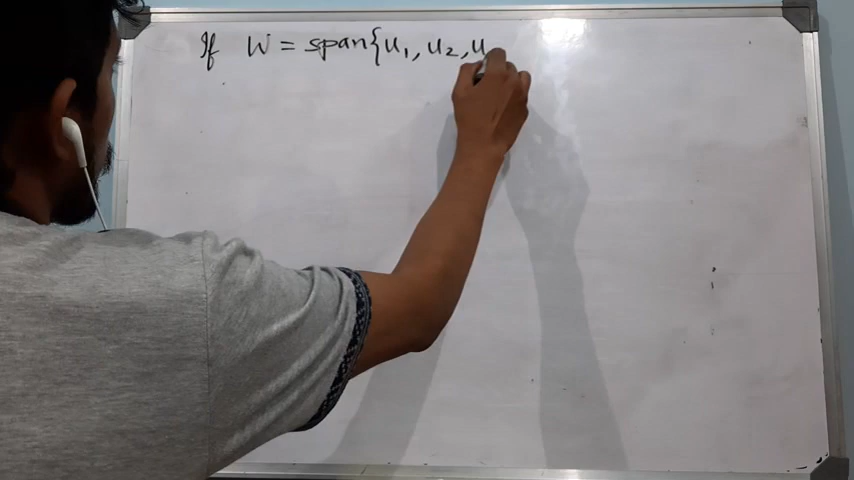 If W = span{u₁, u₂, u